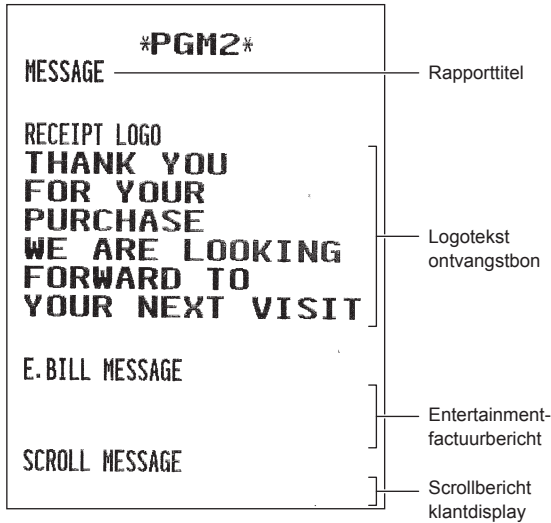 *PGM2*
MESSAGE
Rapporttitel
RECEIPT LOGO
THANK YOU
FOR YOUR
PURCHASE
WE ARE LOOKING
FORWARD TO
YOUR NEXT VISIT
Logotekst
ontvangstbon
E.BILL MESSAGE
Entertainment-
factuurbericht
SCROLL MESSAGE
Scrollbericht
klantdisplay